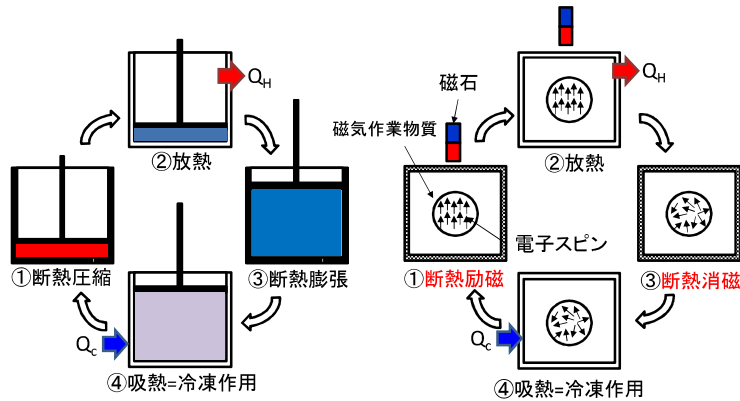 Q_H
②放熱
①断熱圧縮
③断熱膨張
Q_c
④吸熱=冷凍作用
磁石
Q_H
磁気作業物質
②放熱
電子スピン
①断熱励磁
③断熱消磁
Q_c
④吸熱=冷凍作用